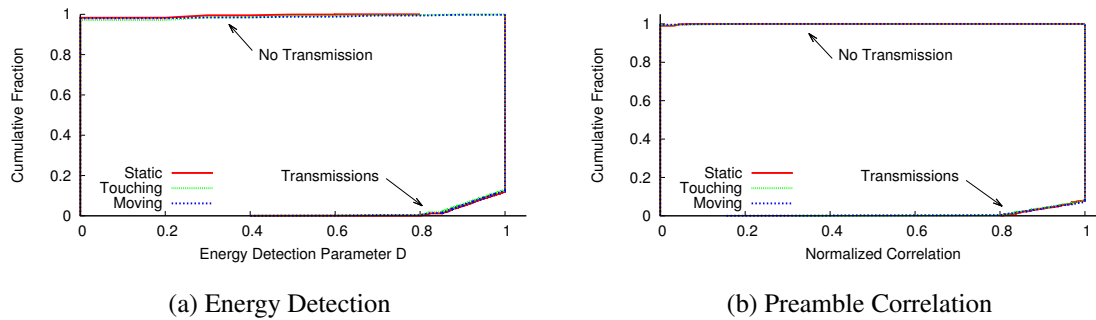 Cumulative Fraction
1
0.8
0.6
0.4
0.2
0
No Transmission
Static
Touching
Moving
Transmissions
0 0.2 0.4 0.6 0.8 1
Energy Detection Parameter D
(a) Energy Detection
Cumulative Fraction
1
0.8
0.6
0.4
0.2
0
No Transmission
Static
Touching
Moving
Transmissions
0 0.2 0.4 0.6 0.8 1
Normalized Correlation
(b) Preamble Correlation